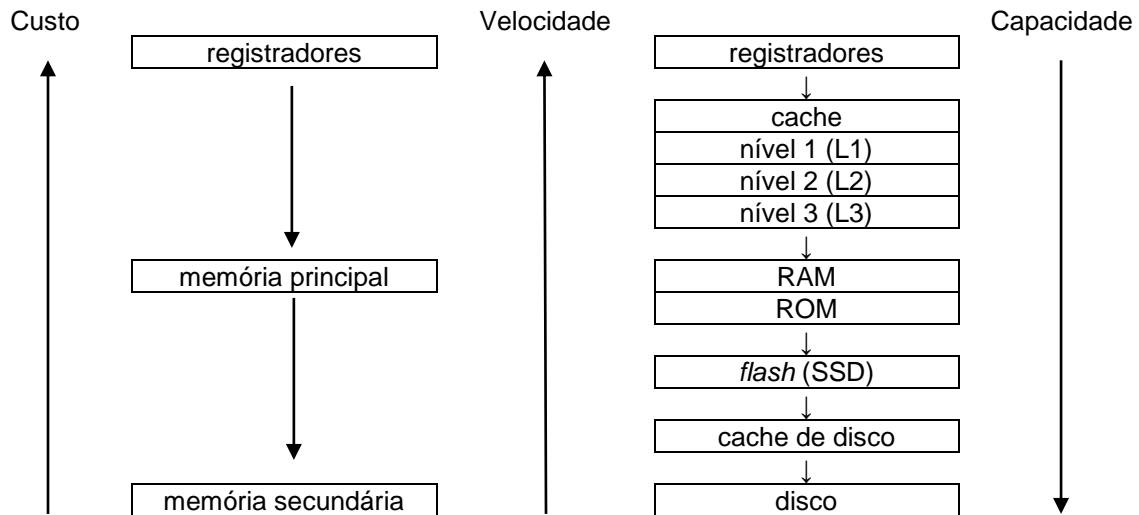 Custo Velocidade Capacidade
registradores registradores
↓
cache
nível 1 (L1)
nível 2 (L2)
nível 3 (L3)
↓
memória principal RAM
ROM
↓
flash (SSD)
↓
cache de disco
↓
memória secundária disco